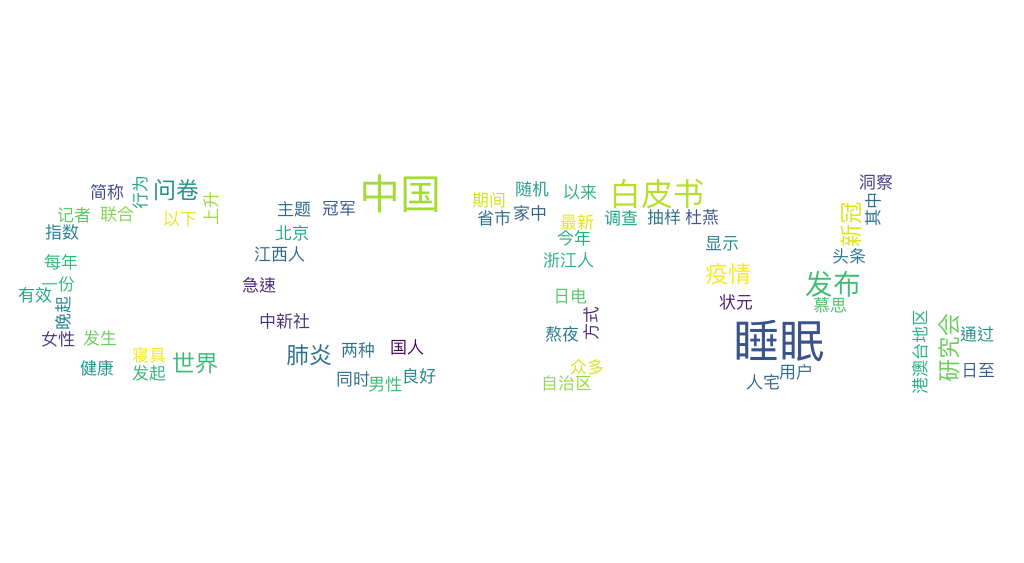 简称
行为
问卷
上升
记者
联合
以下
指数
每年
一份
有效
晚起
女性
发生
健康
寝具
发起
世界
主题
冠军
中国
北京
江西人
急速
中新社
肺炎
两种
国人
同时
男性
良好
期间
随机
以来
白皮书
省市
家中
最新
调查
抽样
杜燕
今年
浙江人
日电
方式
熬夜
众多
自治区
显示
疫情
状元
睡眠
用户
人宅
洞察
其中
新冠
头条
发布
慕思
港澳台地区
研究会
通过
日至